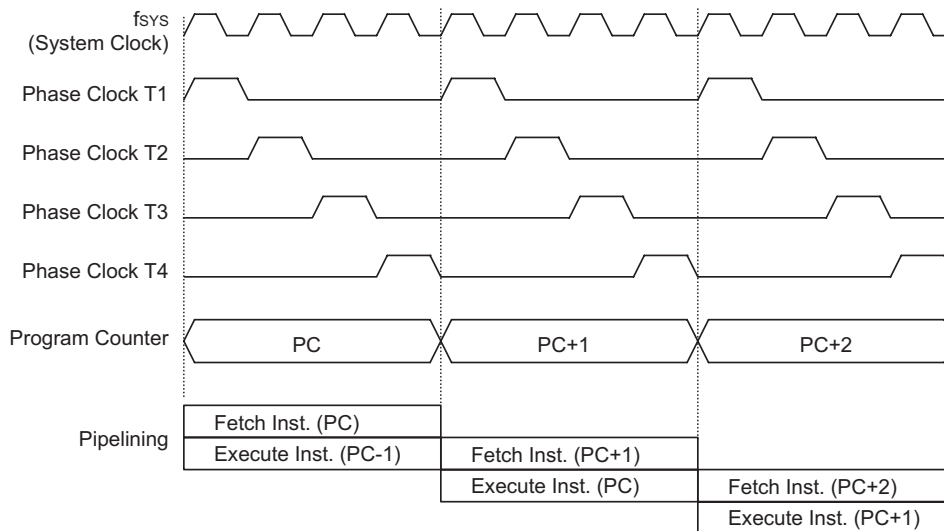 fSYS
(System Clock)
Phase Clock T1
Phase Clock T2
Phase Clock T3
Phase Clock T4
Program Counter
PC
PC+1
PC+2
Pipelining
Fetch Inst. (PC)
Execute Inst. (PC-1)
Fetch Inst. (PC+1)
Execute Inst. (PC)
Fetch Inst. (PC+2)
Execute Inst. (PC+1)